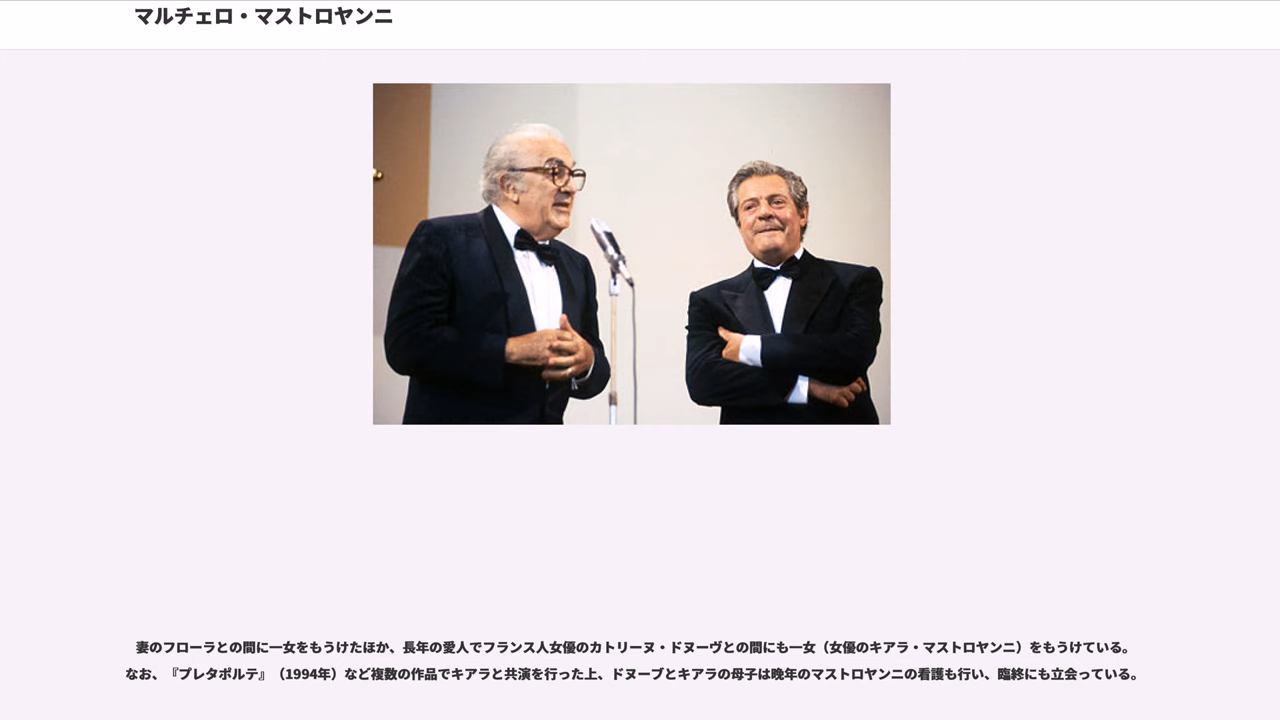 マルチェロ・マストロヤンニ
妻のフローラとの間に一女をもうけたほか、長年の愛人でフランス人女優のカトリーヌ・ドヌーヴとの間にも一女（女優のキアラ・マストロヤンニ）をもうけている。
なお、『プレタポルテ』（1994年）など複数の作品でキアラと共演を行った上、ドヌーブとキアラの母子は晩年のマストロヤンニの看護も行い、臨終にも立会っている。